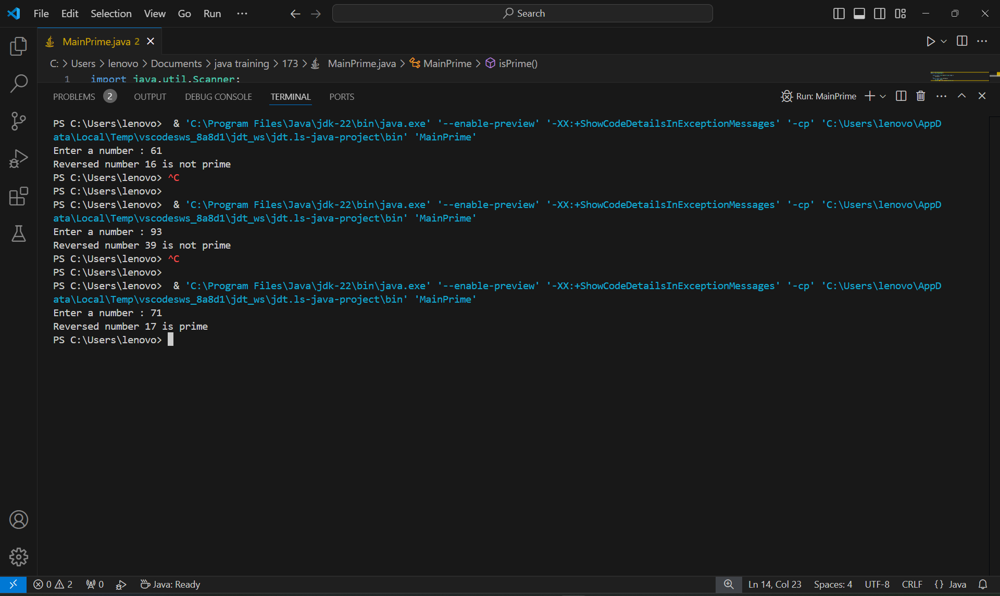 File Edit Selection View Go Run ··· Search
MainPrime.java 2
C: > Users > lenovo > Documents > java training > 173 > MainPrime.java > MainPrime > isPrime()
1 import java.util.Scanner;
PROBLEMS 2 OUTPUT DEBUG CONSOLE TERMINAL PORTS Run: MainPrime
PS C:\Users\lenovo>  & 'C:\Program Files\Java\jdk-22\bin\java.exe' '--enable-preview' '-XX:+ShowCodeDetailsInExceptionMessages' '-cp' 'C:\Users\lenovo\AppD
ata\Local\Temp\vscodesws_8a8d1\jdt_ws\jdt.ls-java-project\bin' 'MainPrime'
Enter a number : 61
Reversed number 16 is not prime
PS C:\Users\lenovo> ^C
PS C:\Users\lenovo>
PS C:\Users\lenovo>  & 'C:\Program Files\Java\jdk-22\bin\java.exe' '--enable-preview' '-XX:+ShowCodeDetailsInExceptionMessages' '-cp' 'C:\Users\lenovo\AppD
ata\Local\Temp\vscodesws_8a8d1\jdt_ws\jdt.ls-java-project\bin' 'MainPrime'
Enter a number : 93
Reversed number 39 is not prime
PS C:\Users\lenovo> ^C
PS C:\Users\lenovo>
PS C:\Users\lenovo>  & 'C:\Program Files\Java\jdk-22\bin\java.exe' '--enable-preview' '-XX:+ShowCodeDetailsInExceptionMessages' '-cp' 'C:\Users\lenovo\AppD
ata\Local\Temp\vscodesws_8a8d1\jdt_ws\jdt.ls-java-project\bin' 'MainPrime'
Enter a number : 71
Reversed number 17 is prime
PS C:\Users\lenovo>
0 2 0 Java: Ready Ln 14, Col 23 Spaces: 4 UTF-8 CRLF {} Java